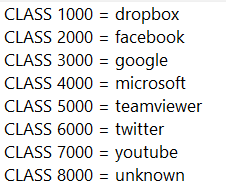 CLASS 1000 = dropbox
CLASS 2000 = facebook
CLASS 3000 = google
CLASS 4000 = microsoft
CLASS 5000 = teamviewer
CLASS 6000 = twitter
CLASS 7000 = youtube
CLASS 8000 = unknown